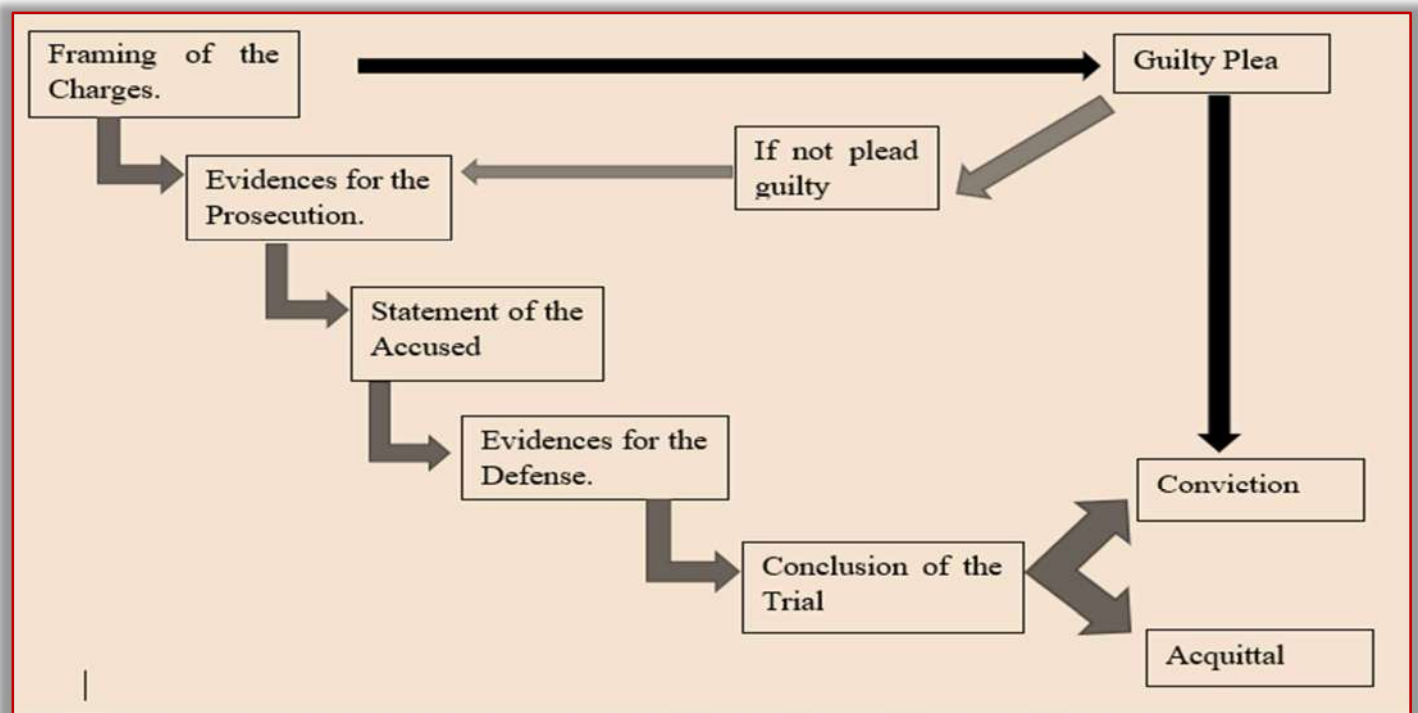 Framing of the
Charges.
Guilty Plea
If not plead
guilty
Evidences for the
Prosecution.
Statement of the
Accused
Evidences for the
Defense.
Conviction
Conclusion of the
Trial
Acquittal